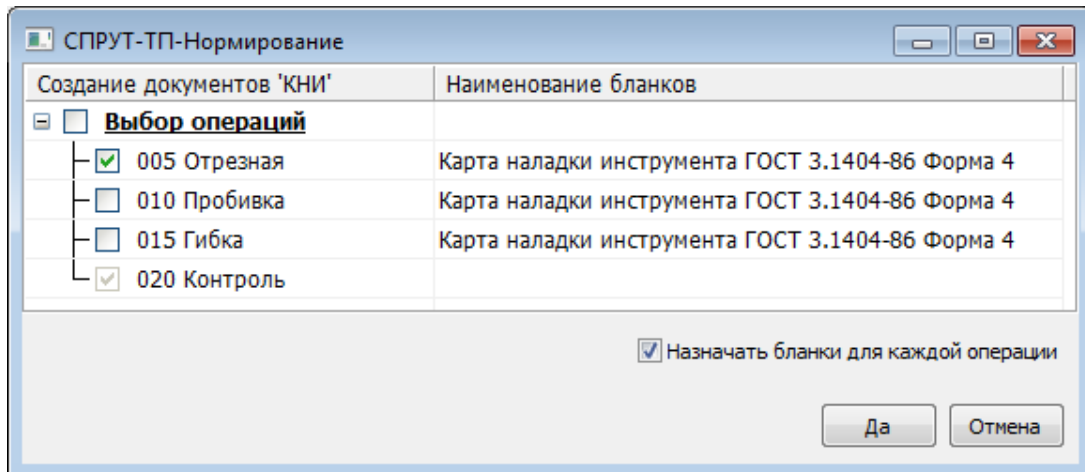 СПРУТ-ТП-Нормирование
Создание документов 'КНИ' Наименование бланков
Выбор операций
005 Отрезная Карта наладки инструмента ГОСТ 3.1404-86 Форма 4
010 Пробивка Карта наладки инструмента ГОСТ 3.1404-86 Форма 4
015 Гибка Карта наладки инструмента ГОСТ 3.1404-86 Форма 4
020 Контроль
Назначать бланки для каждой операции
Да Отмена